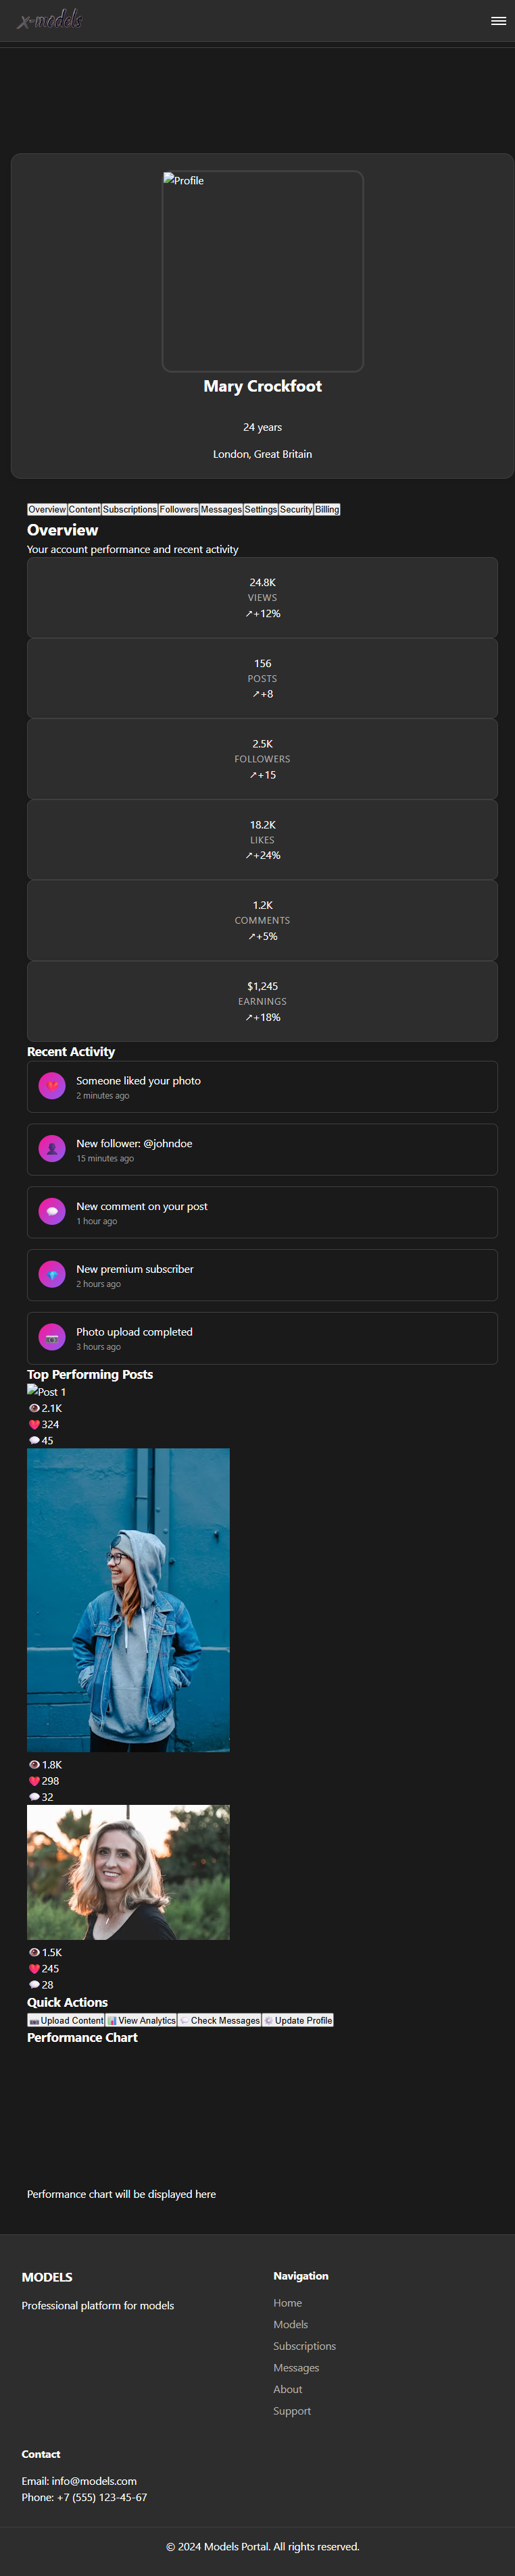 x-models
Profile
Mary Crockfoot
24 years
London, Great Britain
Overview Content Subscriptions Followers Messages Settings Security Billing
Overview
Your account performance and recent activity
24.8K
VIEWS
↗+12%
156
POSTS
↗+8
2.5K
FOLLOWERS
↗+15
18.2K
LIKES
↗+24%
1.2K
COMMENTS
↗+5%
$1,245
EARNINGS
↗+18%
Recent Activity
Someone liked your photo
2 minutes ago
New follower: @johndoe
15 minutes ago
New comment on your post
1 hour ago
New premium subscriber
2 hours ago
Photo upload completed
3 hours ago
Top Performing Posts
Post 1
2.1K
324
45
1.8K
298
32
1.5K
245
28
Quick Actions
Upload Content View Analytics Check Messages Update Profile
Performance Chart
Performance chart will be displayed here
MODELS
Professional platform for models
Navigation
Home
Models
Subscriptions
Messages
About
Support
Contact
Email: info@models.com
Phone: +7 (555) 123-45-67
© 2024 Models Portal. All rights reserved.